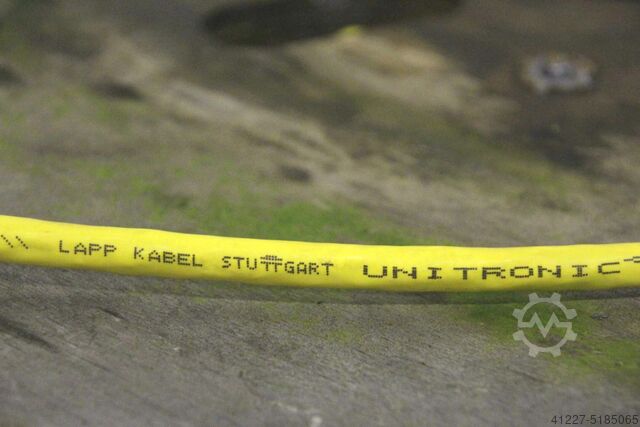 \\ LAPP KABEL STUTTGART UNITRONIC
41227-5185065